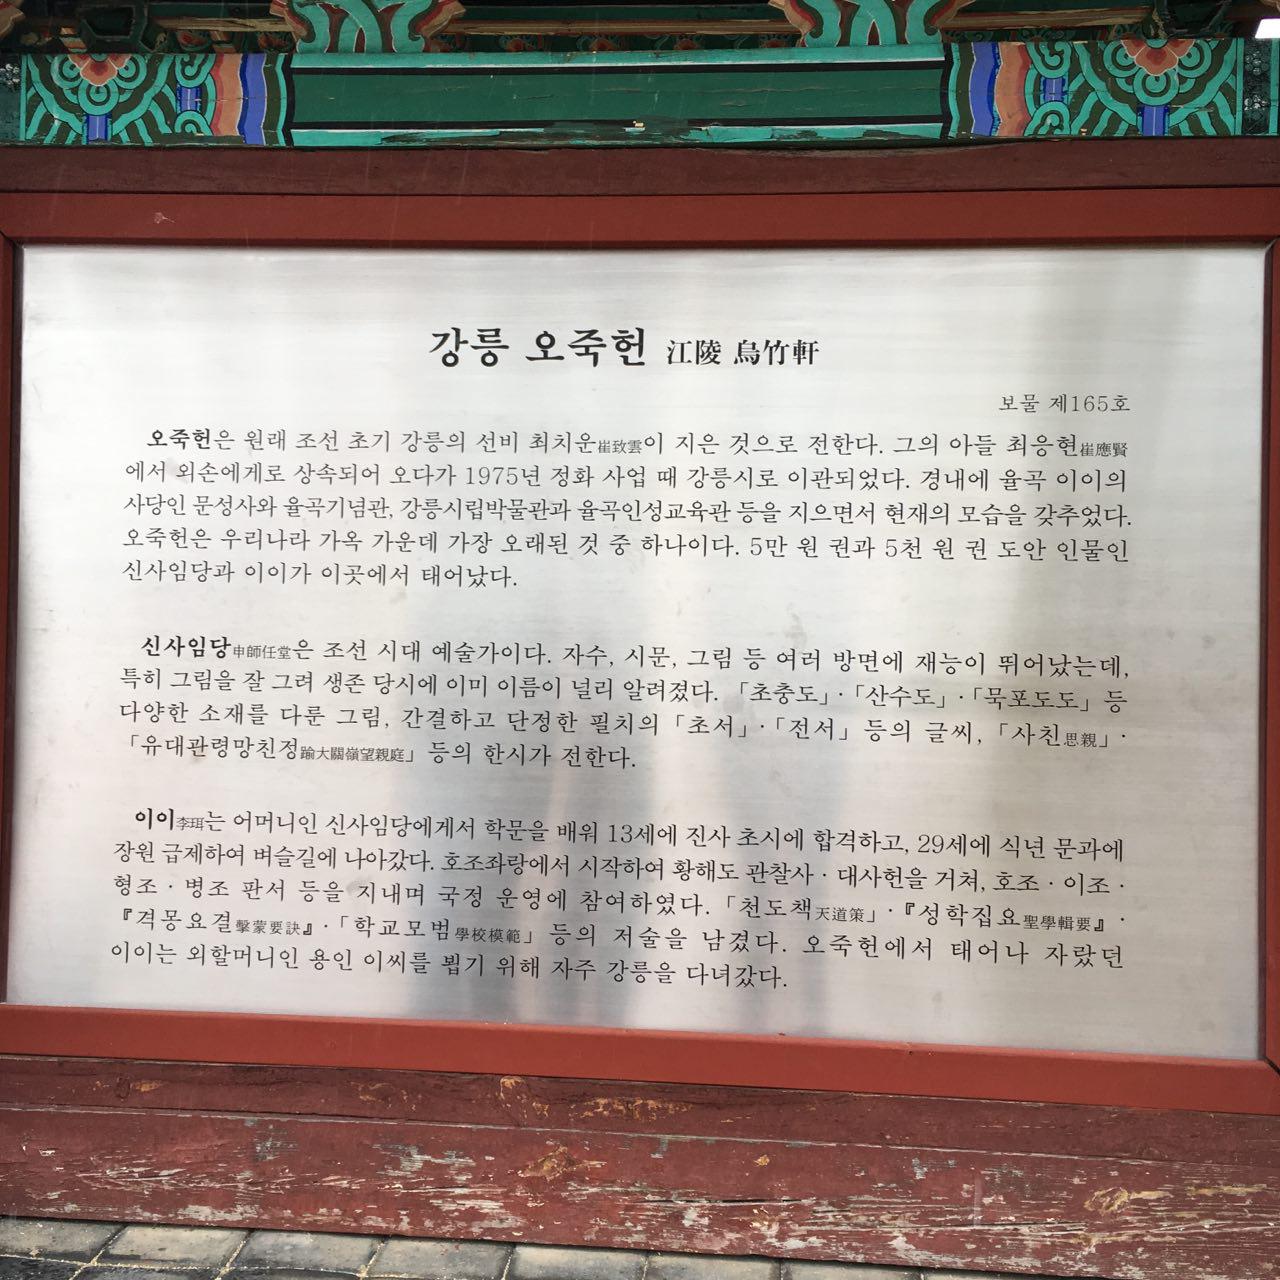 강릉 오죽헌 江陵 烏竹軒
보물 제165호
오죽헌은 원래 조선 초기 강릉의 선비 최치운崔致雲이 지은 것으로 전한다. 그의 아들 최응현崔應賢
에서 외손에게로 상속되어 오다가 1975년 정화 사업 때 강릉시로 이관되었다. 경내에 율곡 이이의
사당인 문성사와 율곡기념관, 강릉시립박물관과 율곡인성교육관 등을 지으면서 현재의 모습을 갖추었다.
오죽헌은 우리나라 가옥 가운데 가장 오래된 것 중 하나이다. 5만 원 권과 5천 원 권 도안 인물인
신사임당과 이이가 이곳에서 태어났다.
신사임당申師任堂은 조선 시대 예술가이다. 자수, 시문, 그림 등 여러 방면에 재능이 뛰어났는데,
특히 그림을 잘 그려 생존 당시에 이미 이름이 널리 알려졌다. 「초충도」·「산수도」·「묵포도도」 등
다양한 소재를 다룬 그림, 간결하고 단정한 필치의 「초서」·「전서」 등의 글씨, 「사친思親」·
「유대관령망친정踰大關嶺望親庭」 등의 한시가 전한다.
이이李珥는 어머니인 신사임당에게서 학문을 배워 13세에 진사 초시에 합격하고, 29세에 식년 문과에
장원 급제하여 벼슬길에 나아갔다. 호조좌랑에서 시작하여 황해도 관찰사·대사헌을 거쳐, 호조·이조·
형조·병조 판서 등을 지내며 국정 운영에 참여하였다. 「천도책天道策」·『성학집요聖學輯要』·
『격몽요결擊蒙要訣』·「학교모범學校模範」 등의 저술을 남겼다. 오죽헌에서 태어나 자랐던
이이는 외할머니인 용인 이씨를 뵙기 위해 자주 강릉을 다녀갔다.